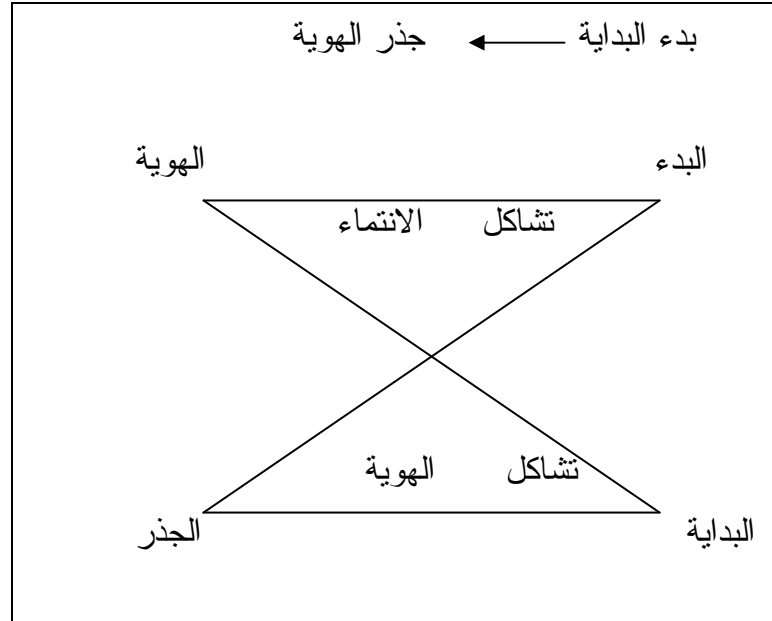 بدء البداية ← جذر الهوية
البدء الهوية
تشاكل الانتماء
تشاكل الهوية
البداية الجذر